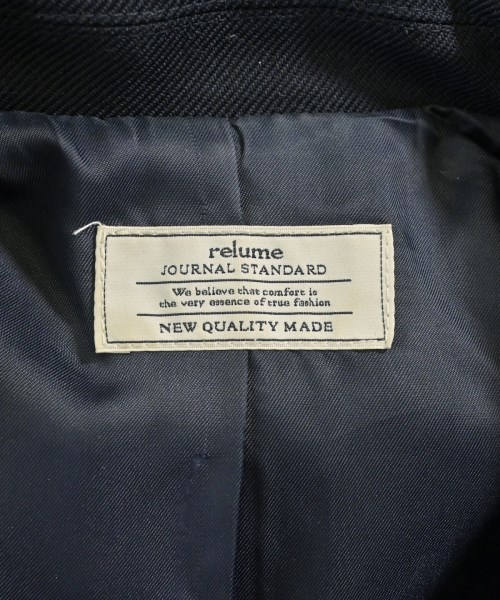 relume
JOURNAL STANDARD
We believe that comfort is
the very essence of true fashion
NEW QUALITY MADE